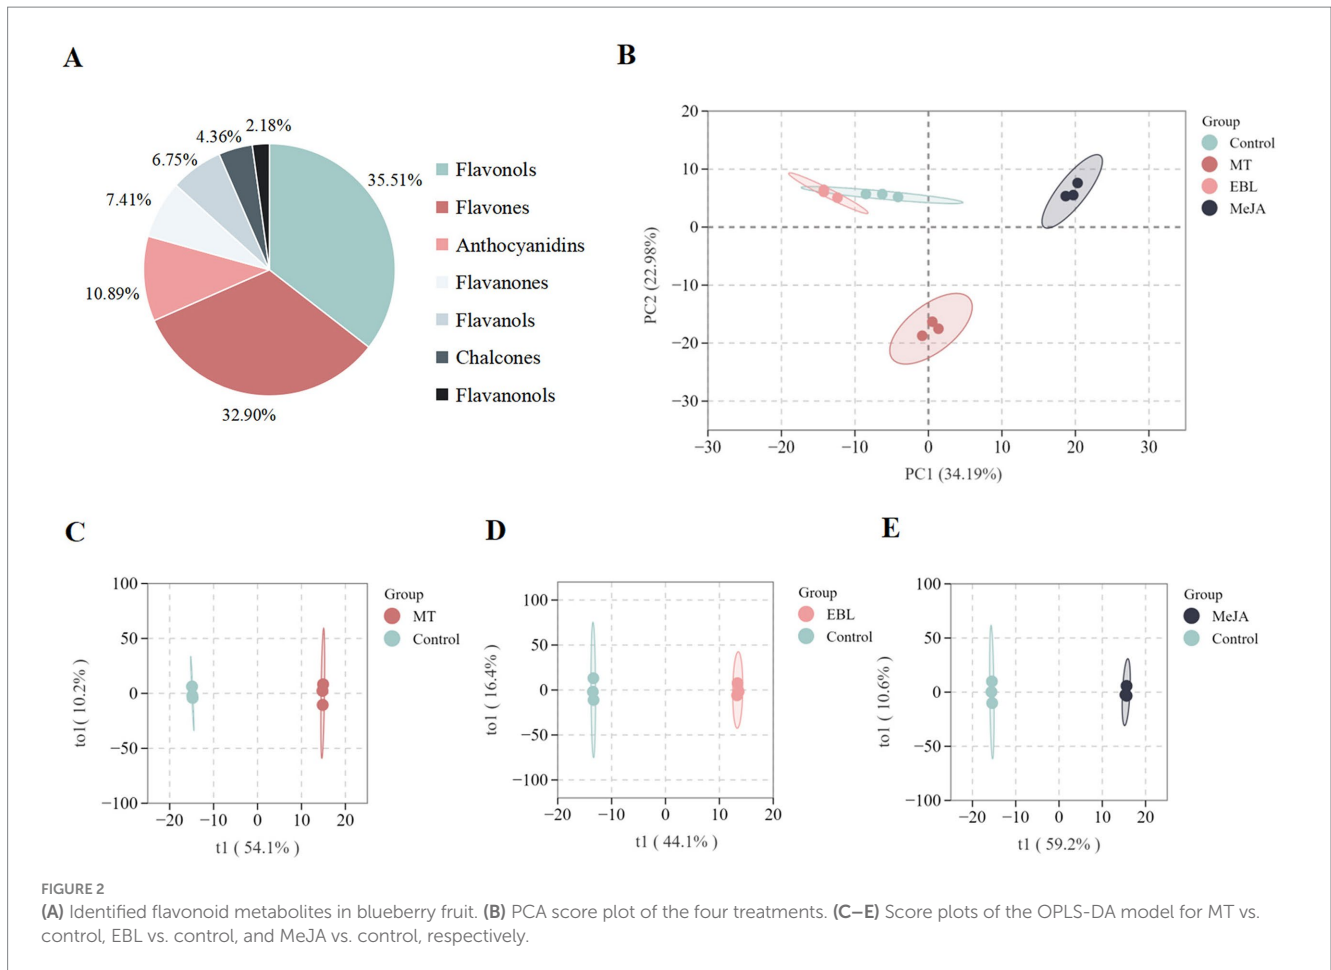 A
35.51%
32.90%
10.89%
7.41%
6.75%
4.36%
2.18%
Flavonols
Flavones
Anthocyanidins
Flavanones
Flavanols
Chalcones
Flavanonols
B
20
10
0
−10
−20
−30
−30 −20 −10 0 10 20 30
PC2 (22.98%)
PC1 (34.19%)
Group
Control
MT
EBL
MeJA
C
100
50
0
−50
−100
−20 −10 0 10 20
to1( 10.2% )
t1 ( 54.1% )
Group
MT
Control
D
100
50
0
−50
−100
−20 −10 0 10 20
to1( 16.4% )
t1 ( 44.1% )
Group
EBL
Control
E
100
50
0
−50
−100
−20 −10 0 10 20
to1( 10.6% )
t1 ( 59.2% )
Group
MeJA
Control
FIGURE 2
(A) Identified flavonoid metabolites in blueberry fruit. (B) PCA score plot of the four treatments. (C–E) Score plots of the OPLS-DA model for MT vs.
control, EBL vs. control, and MeJA vs. control, respectively.